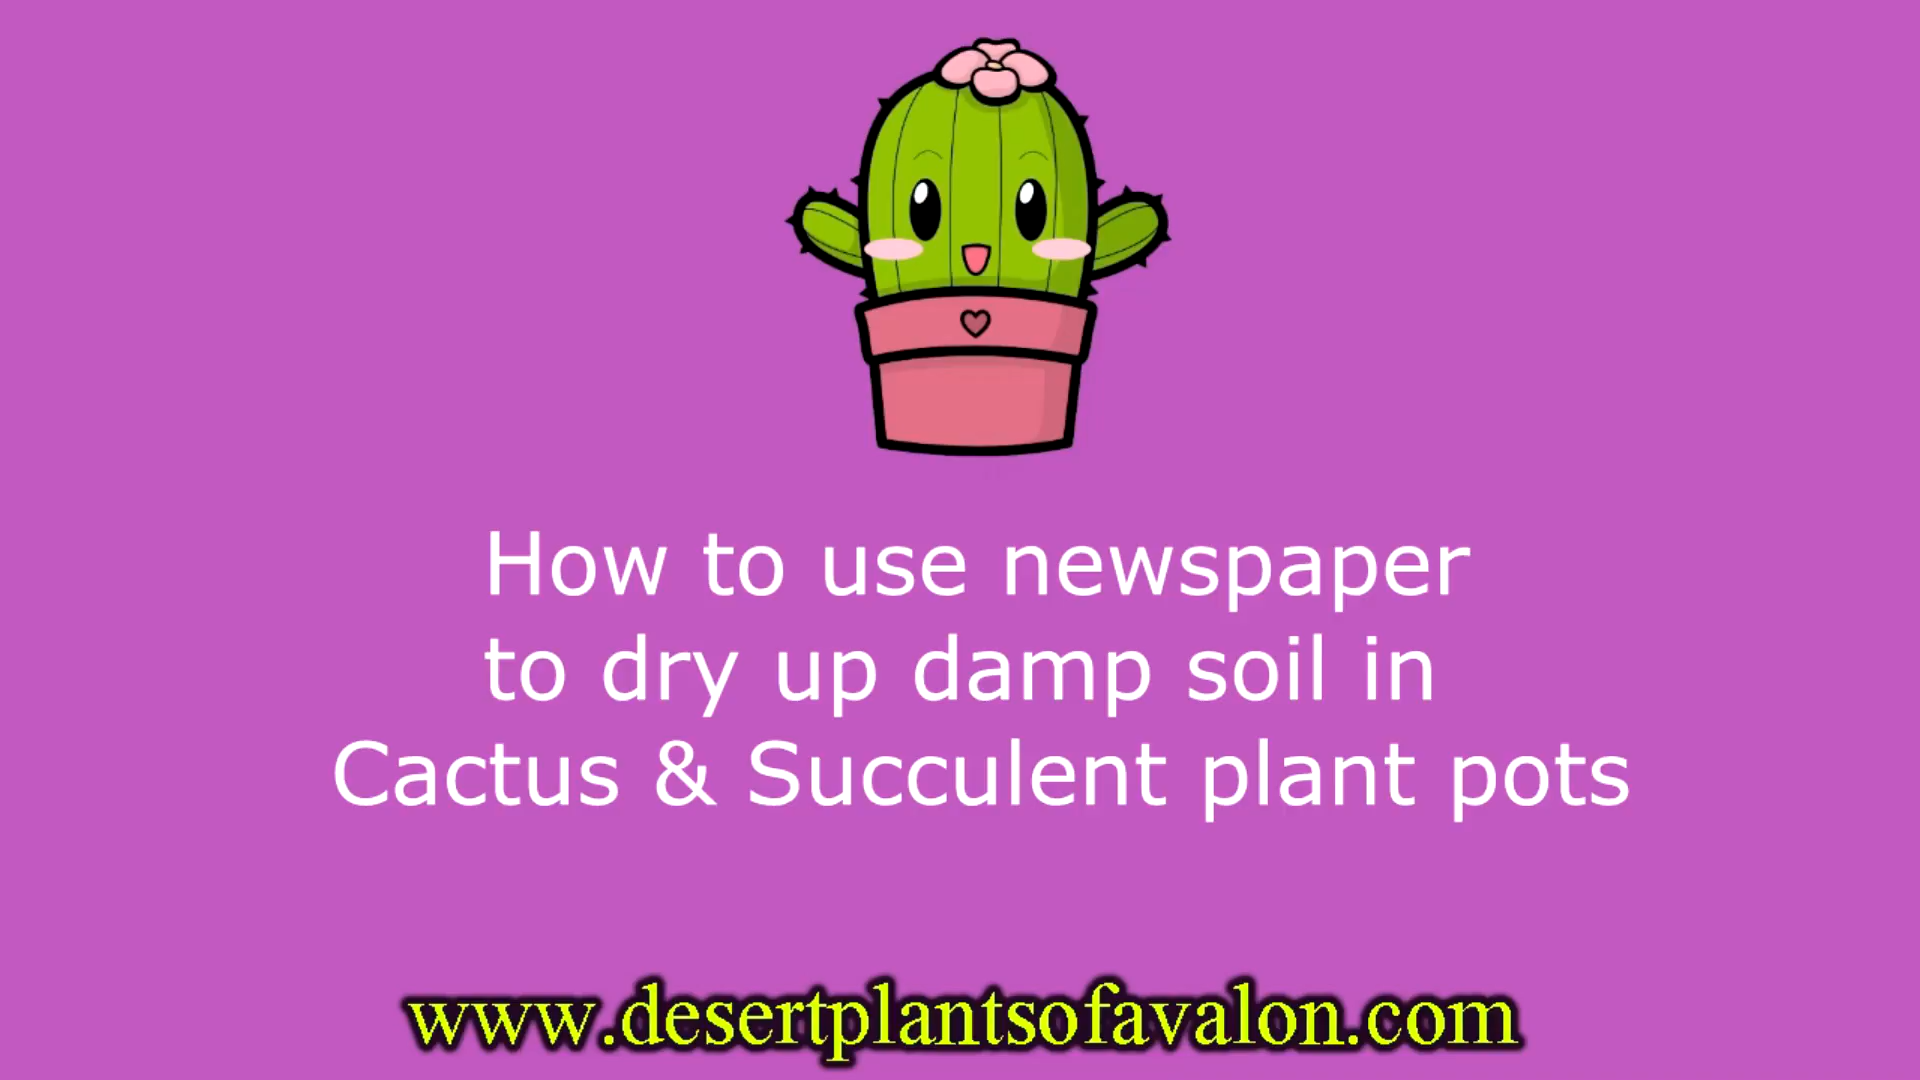 How to use newspaper
to dry up damp soil in
Cactus & Succulent plant pots
www.desertplantsofavalon.com